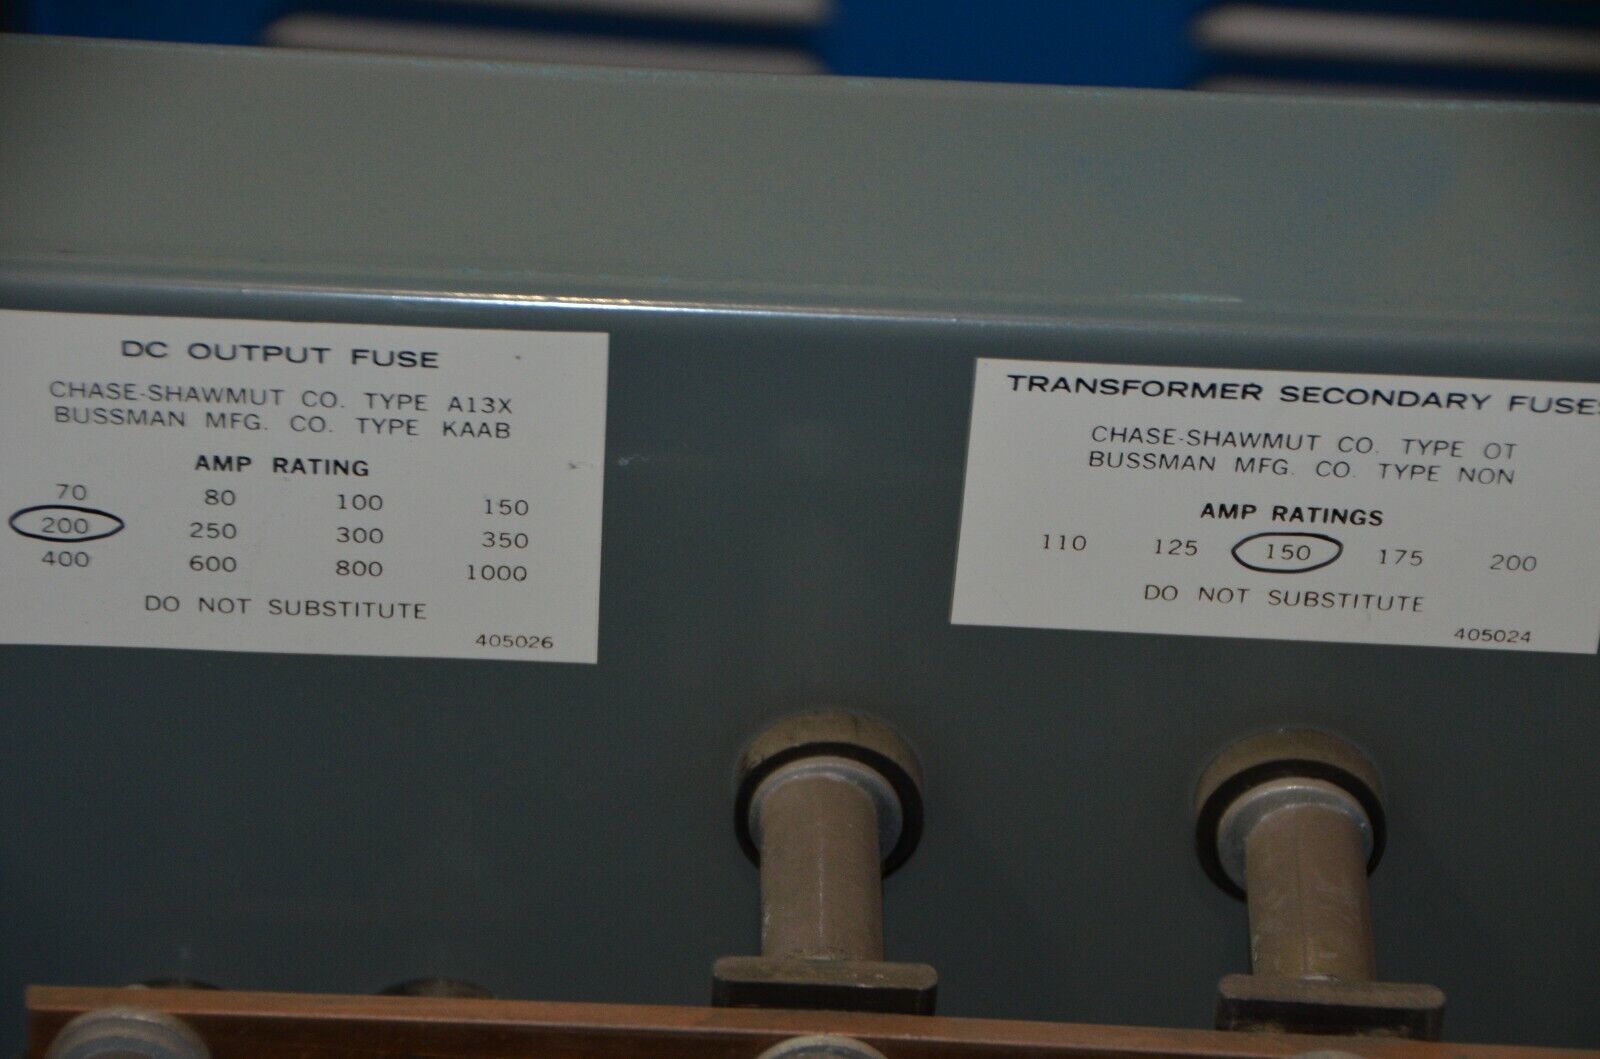 DC OUTPUT FUSE
CHASE-SHAWMUT CO. TYPE A13X
BUSSMAN MFG. CO. TYPE KAAB
AMP RATING
70 80 100 150
200 250 300 350
400 600 800 1000
DO NOT SUBSTITUTE
405026
TRANSFORMER SECONDARY FUSES
CHASE-SHAWMUT CO. TYPE OT
BUSSMAN MFG. CO. TYPE NON
AMP RATINGS
110 125 150 175 200
DO NOT SUBSTITUTE
405024